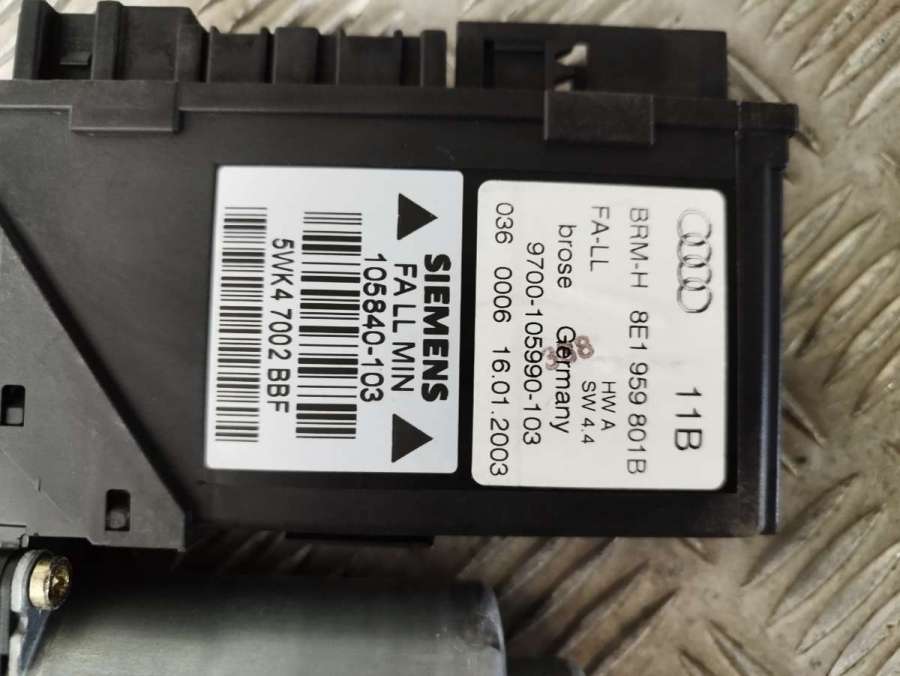 SIEMENS
FA LL MIN
105840-103
5WK4 7002 BBF
11B
BRM-H 8E1 959 801B
HW A
FA-LL SW 4.4
brose Germany
9700-105990-103
036 0006 16.01.2003